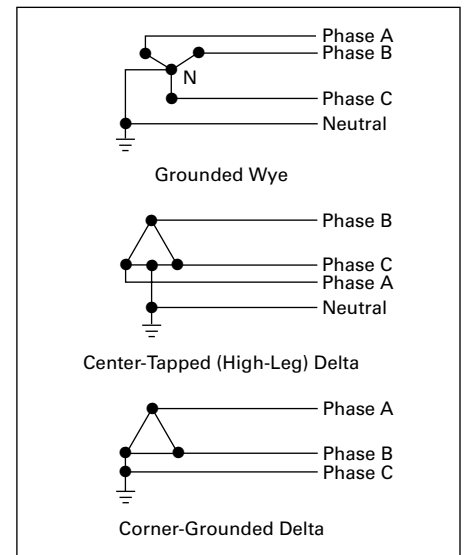 Phase A
Phase B
N
Phase C
Neutral
Grounded Wye
Phase B
Phase C
Phase A
Neutral
Center-Tapped (High-Leg) Delta
Phase A
Phase B
Phase C
Corner-Grounded Delta